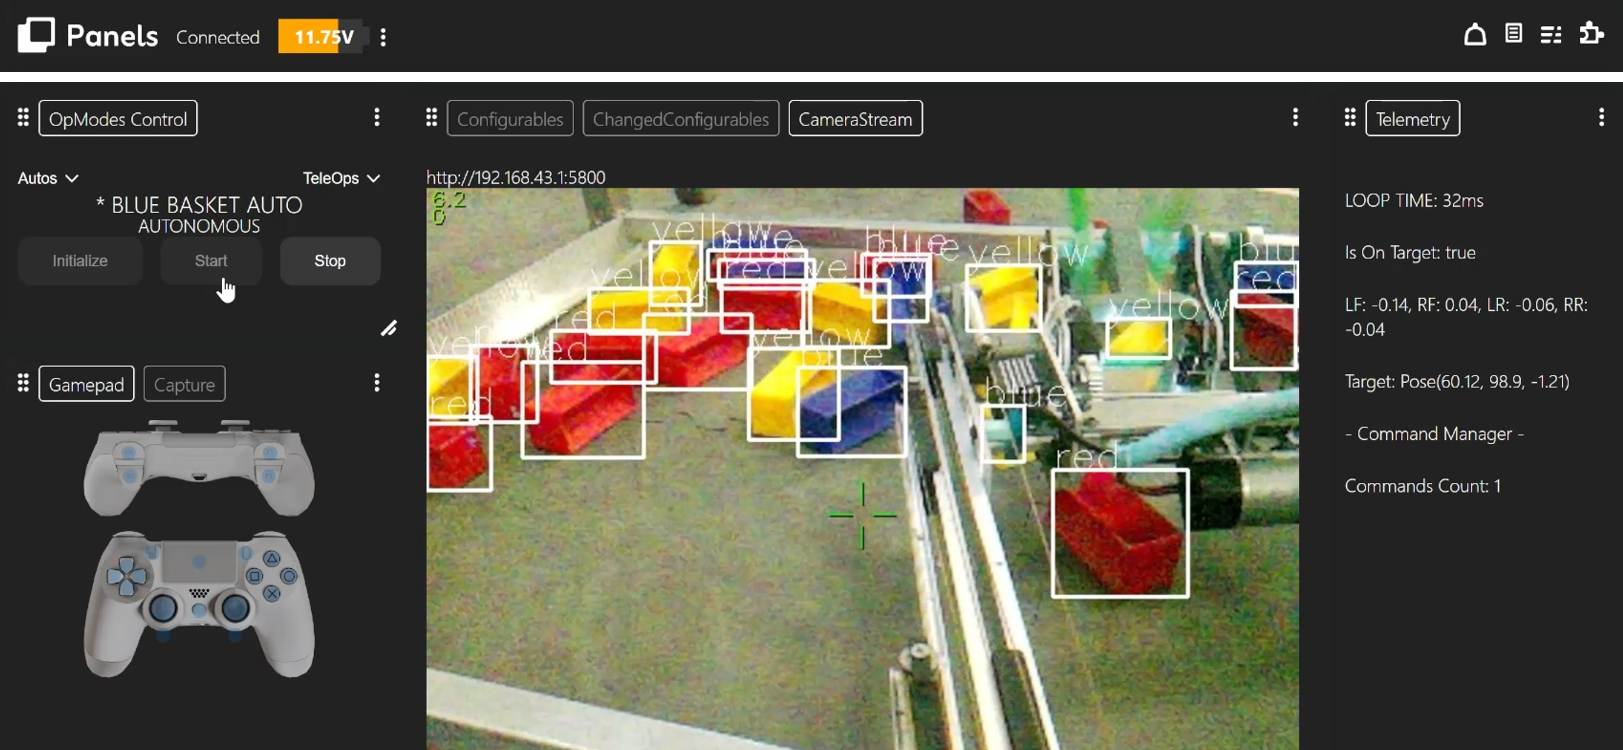 Panels Connected 11.75V
OpModes Control
Autos TeleOps
* BLUE BASKET AUTO
AUTONOMOUS
Initialize Start Stop
Gamepad Capture
Configurables ChangedConfigurables CameraStream
http://192.168.43.1:5800
6.2
0
yellow
blue
blue
yellow
blue
yellow
red
yellow
red
yellow
red
yellow
blue
red
blue
red
Telemetry
LOOP TIME: 32ms
Is On Target: true
LF: -0.14, RF: 0.04, LR: -0.06, RR:
-0.04
Target: Pose(60.12, 98.9, -1.21)
- Command Manager -
Commands Count: 1